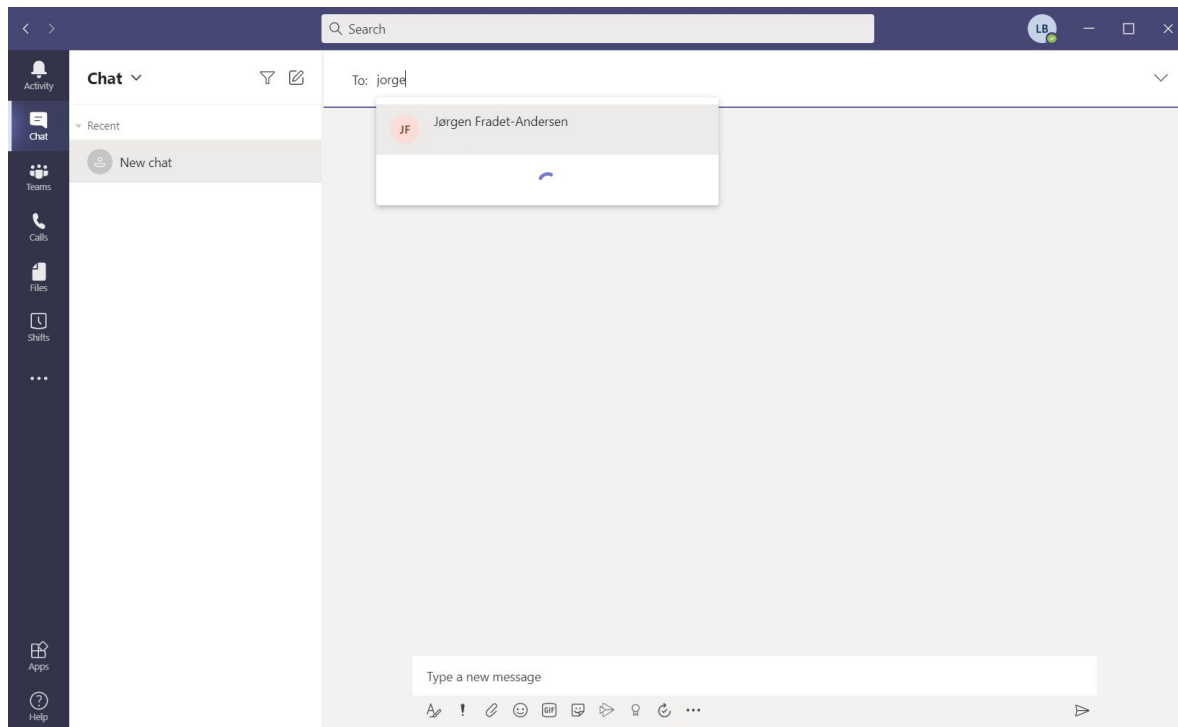 Search
LB
Activity
Chat
Teams
Calls
Files
Shifts
Apps
Help
Chat
Recent
New chat
To: jorge
JF
Jørgen Fradet-Andersen
Type a new message
GIF